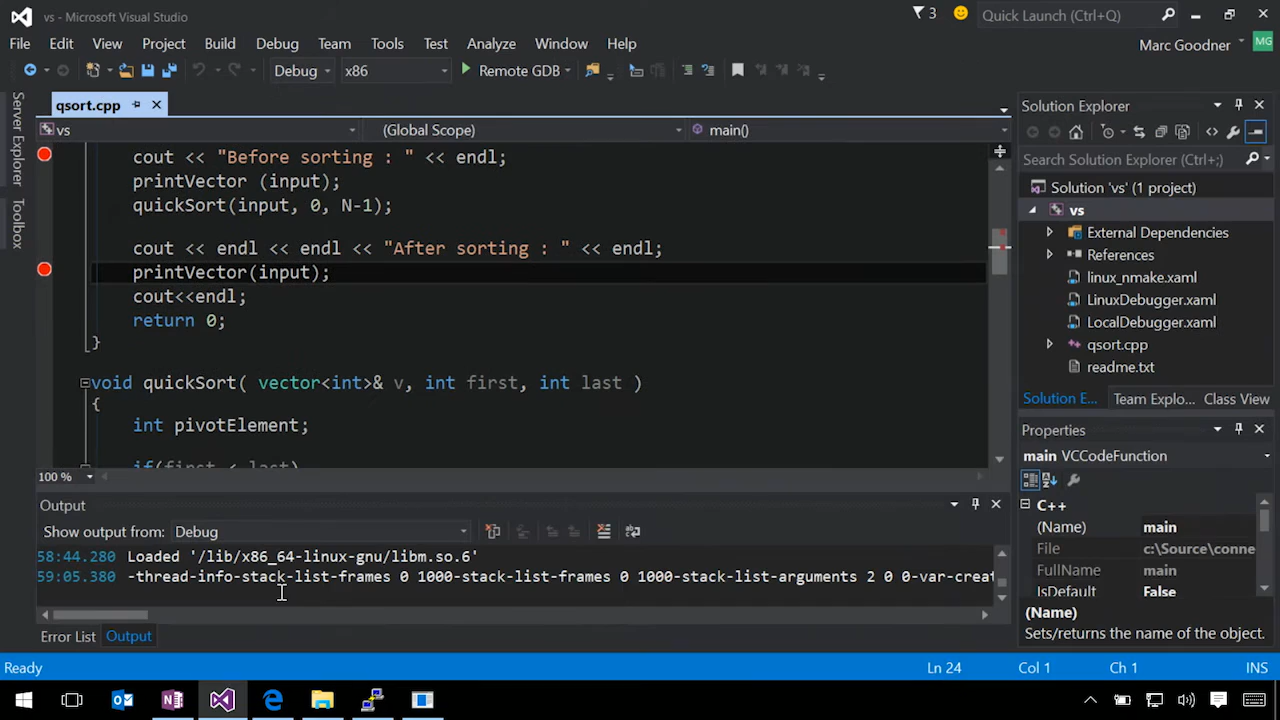 vs - Microsoft Visual Studio
3
Quick Launch (Ctrl+Q)
File Edit View Project Build Debug Team Tools Test Analyze Window Help
Marc Goodner
MG
Debug
x86
Remote GDB
Server Explorer
Toolbox
qsort.cpp
vs
(Global Scope)
main()
cout << "Before sorting : " << endl;
printVector (input);
quickSort(input, 0, N-1);
cout << endl << endl << "After sorting : " << endl;
printVector(input);
cout<<endl;
return 0;
}
void quickSort( vector<int>& v, int first, int last )
{
int pivotElement;
if(first < last)
100 %
Output
Show output from: Debug
58:44.280 Loaded '/lib/x86_64-linux-gnu/libm.so.6'
59:05.380 -thread-info-stack-list-frames 0 1000-stack-list-frames 0 1000-stack-list-arguments 2 0 0-var-creat
Error List
Output
Solution Explorer
Search Solution Explorer (Ctrl+;)
Solution 'vs' (1 project)
vs
External Dependencies
References
linux_nmake.xaml
LinuxDebugger.xaml
LocalDebugger.xaml
qsort.cpp
readme.txt
Solution E...
Team Explo...
Class View
Properties
main VCCodeFunction
C++
(Name) main
File c:\Source\conne
FullName main
IsDefault False
(Name)
Sets/returns the name of the object.
Ready
Ln 24
Col 1
Ch 1
INS